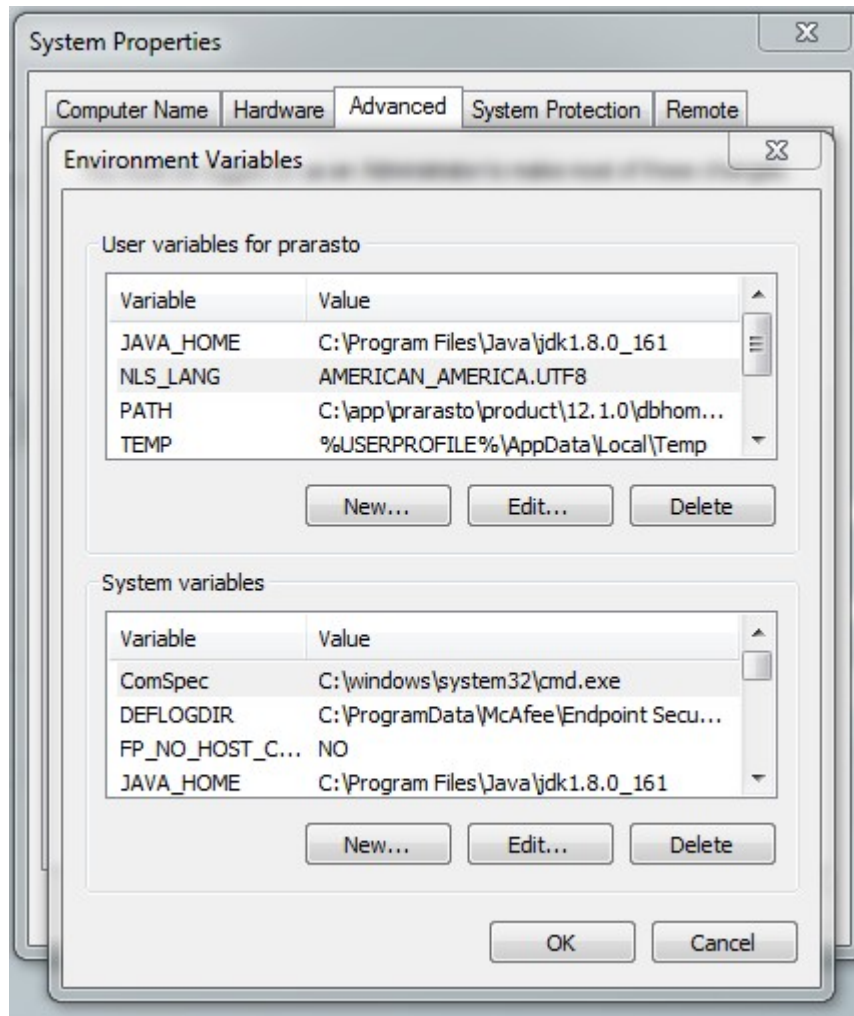 System Properties
Computer Name Hardware Advanced System Protection Remote
Environment Variables
User variables for prarasto
Variable Value
JAVA_HOME C:\Program Files\Java\jdk1.8.0_161
NLS_LANG AMERICAN_AMERICA.UTF8
PATH C:\app\prarasto\product\12.1.0\dbhom...
TEMP %USERPROFILE%\AppData\Local\Temp
New... Edit... Delete
System variables
Variable Value
ComSpec C:\windows\system32\cmd.exe
DEFLOGDIR C:\ProgramData\McAfee\Endpoint Secu...
FP_NO_HOST_C... NO
JAVA_HOME C:\Program Files\Java\jdk1.8.0_161
New... Edit... Delete
OK Cancel